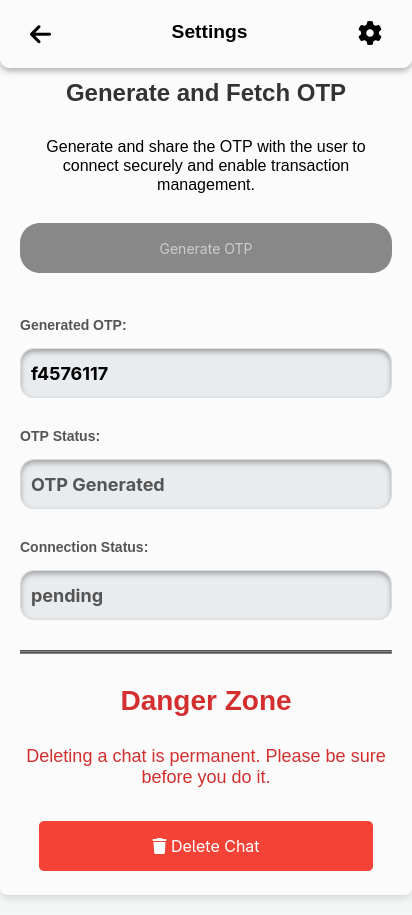 Settings
Generate and Fetch OTP
Generate and share the OTP with the user to
connect securely and enable transaction
management.
Generate OTP
Generated OTP:
f4576117
OTP Status:
OTP Generated
Connection Status:
pending
Danger Zone
Deleting a chat is permanent. Please be sure
before you do it.
Delete Chat